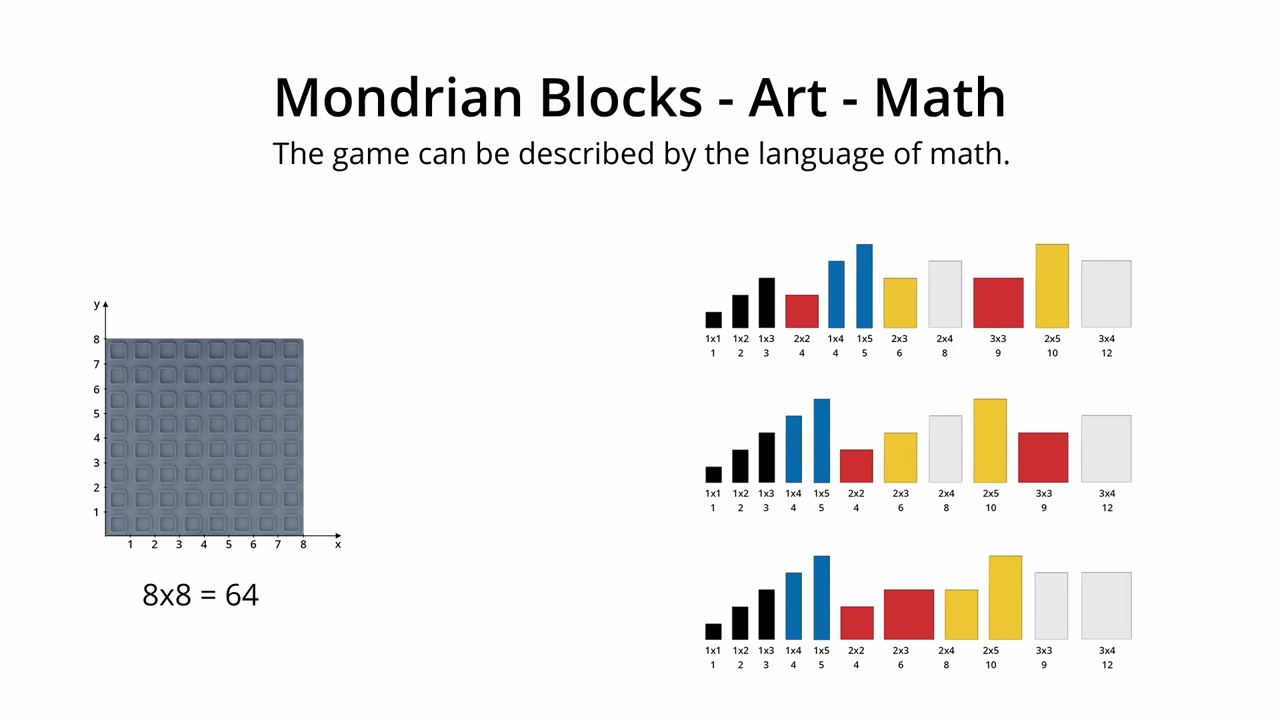 Mondrian Blocks - Art - Math
The game can be described by the language of math.
y
8
7
6
5
4
3
2
1
1 2 3 4 5 6 7 8 x
8x8 = 64
1x1 1x2 1x3 2x2 1x4 1x5 2x3 2x4 3x3 2x5 3x4
1 2 3 4 4 5 6 8 9 10 12
1x1 1x2 1x3 1x4 1x5 2x2 2x3 2x4 2x5 3x3 3x4
1 2 3 4 5 4 6 8 10 9 12
1x1 1x2 1x3 1x4 1x5 2x2 2x3 2x4 2x5 3x3 3x4
1 2 3 4 5 4 6 8 10 9 12